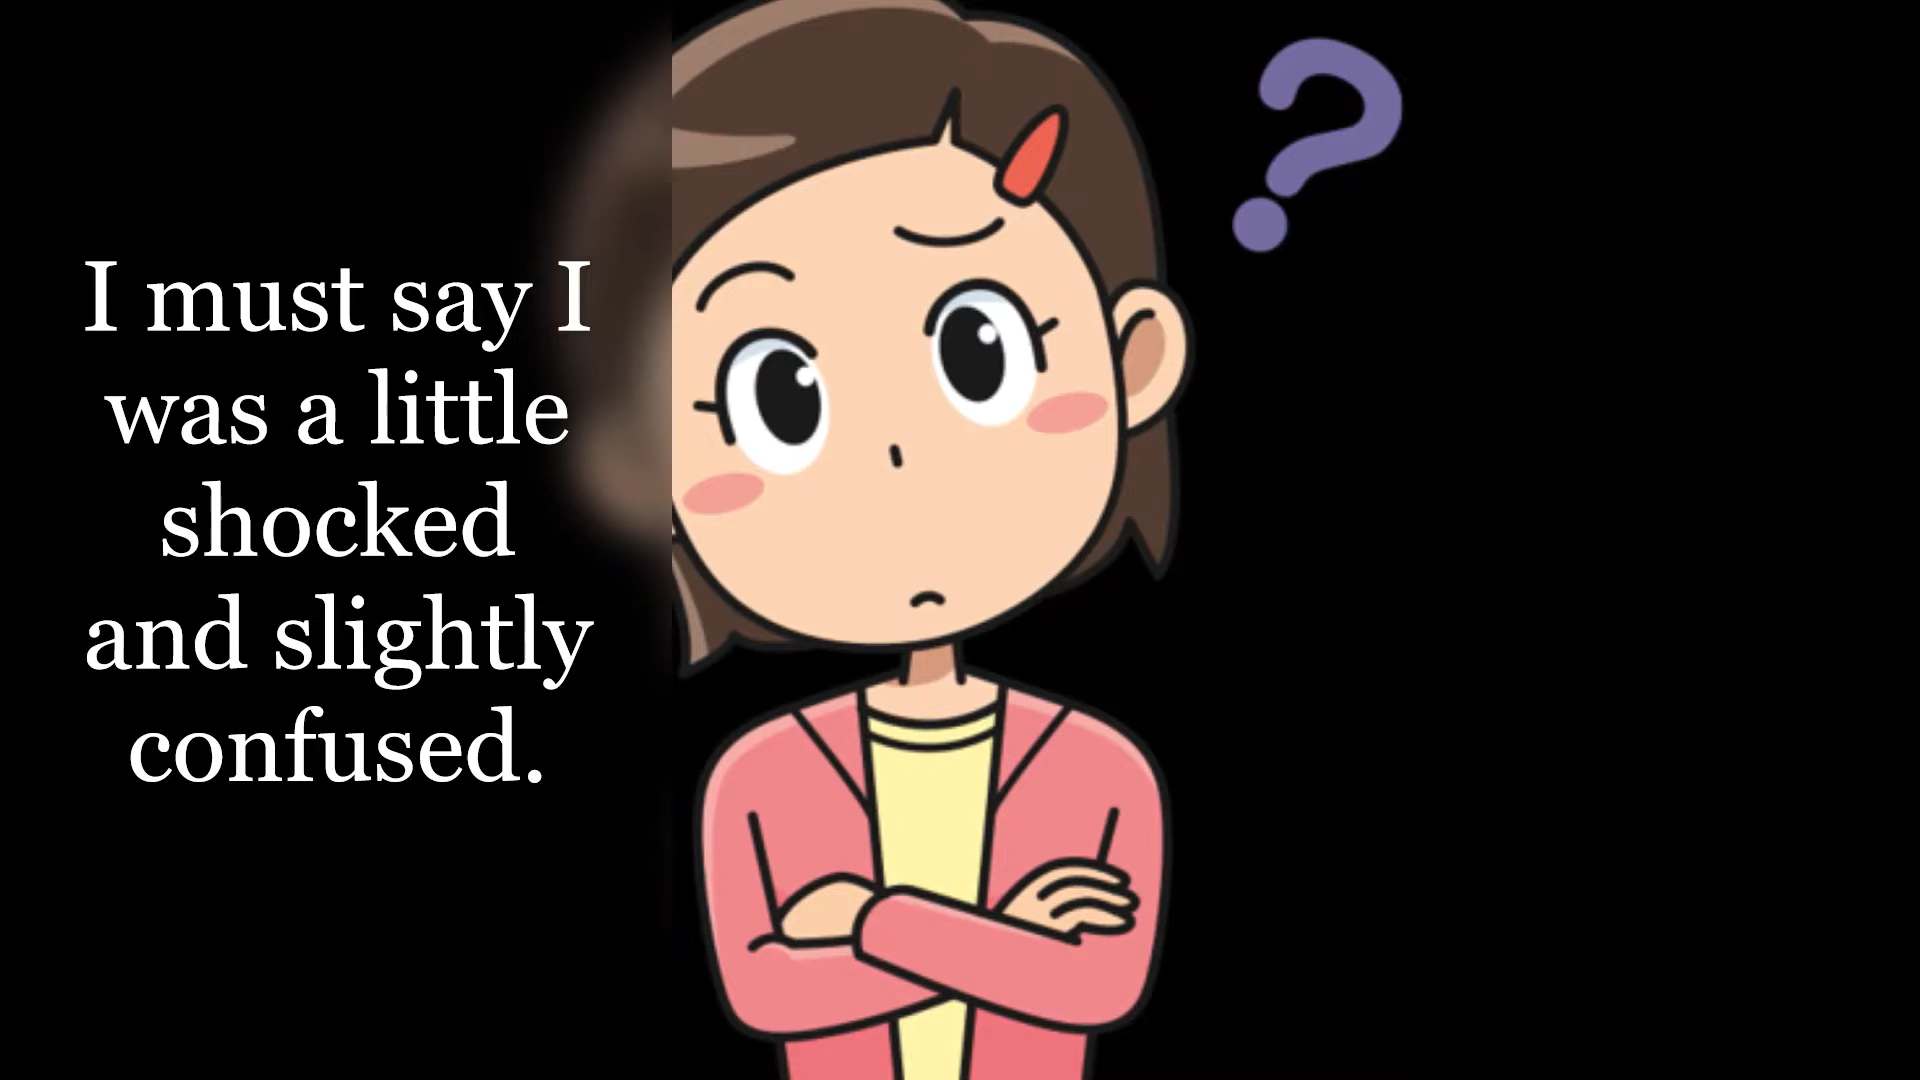 I must say I
was a little
shocked
and slightly
confused.
?